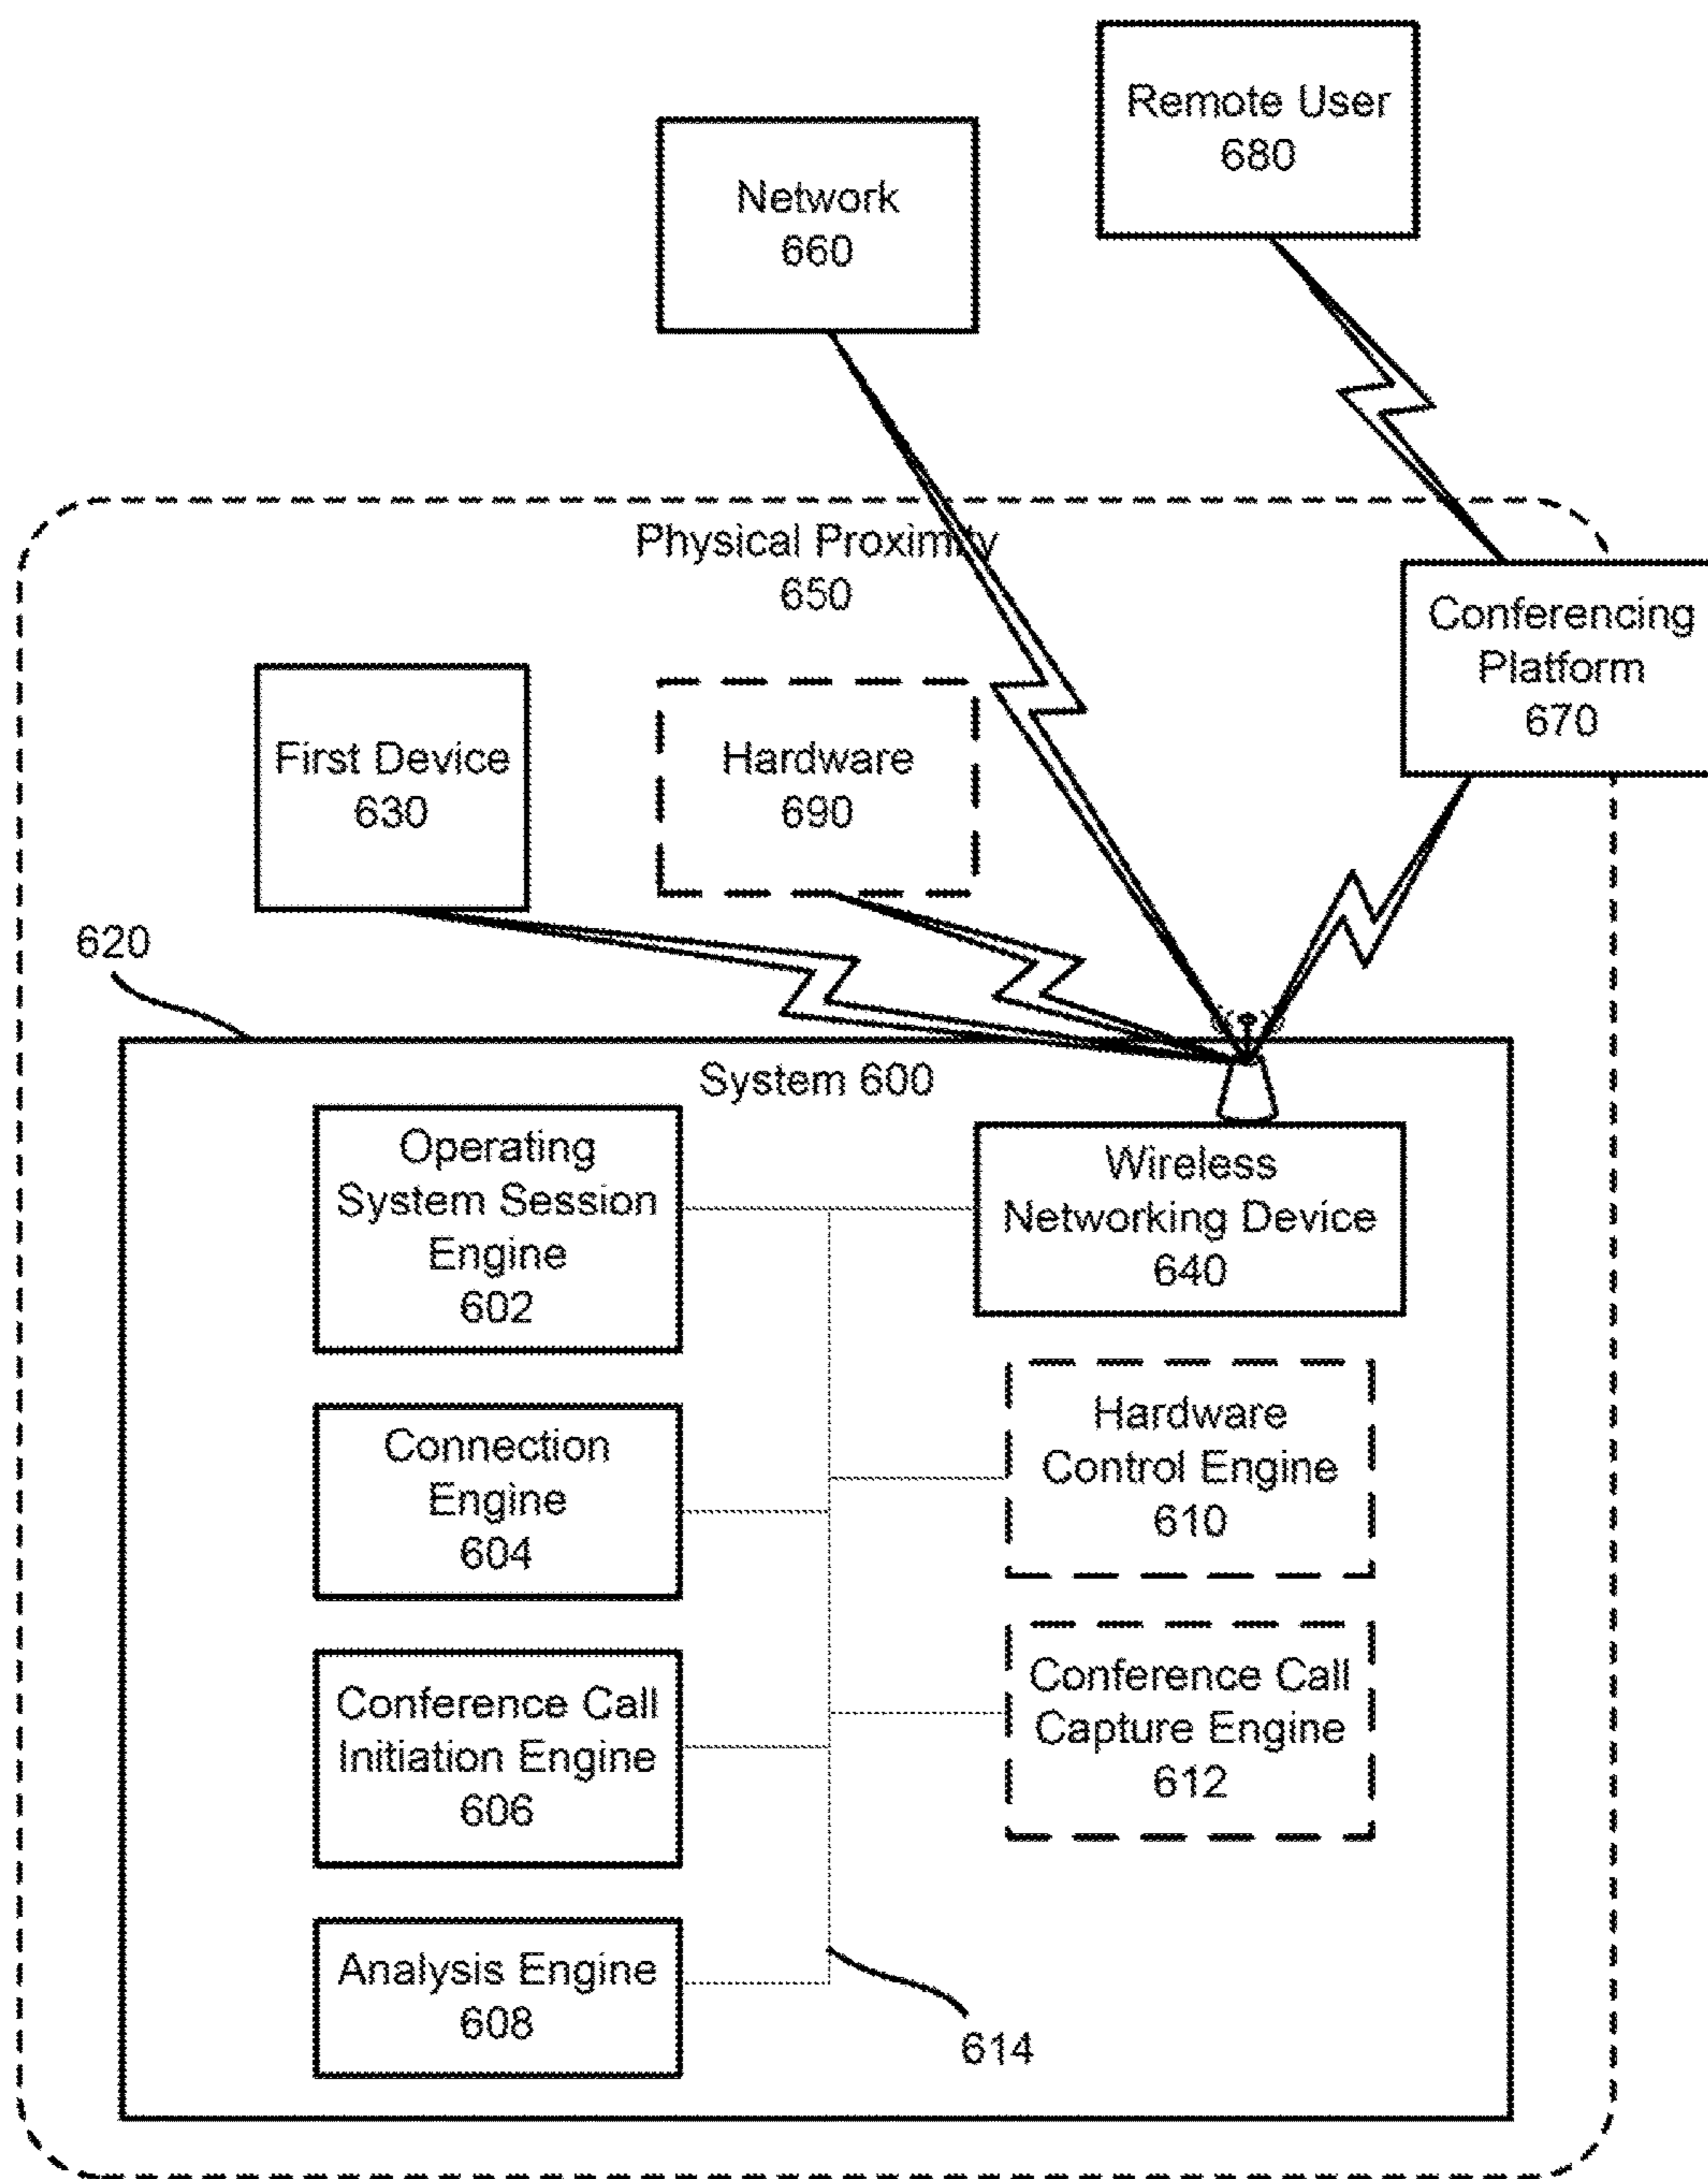 Remote User
680
Network
660
Physical Proximity
650
Conferencing
Platform
670
First Device
630
Hardware
690
620
System 600
Operating
System Session
Engine
602
Wireless
Networking Device
640
Connection
Engine
604
Hardware
Control Engine
610
Conference Call
Initiation Engine
606
Conference Call
Capture Engine
612
Analysis Engine
608
614